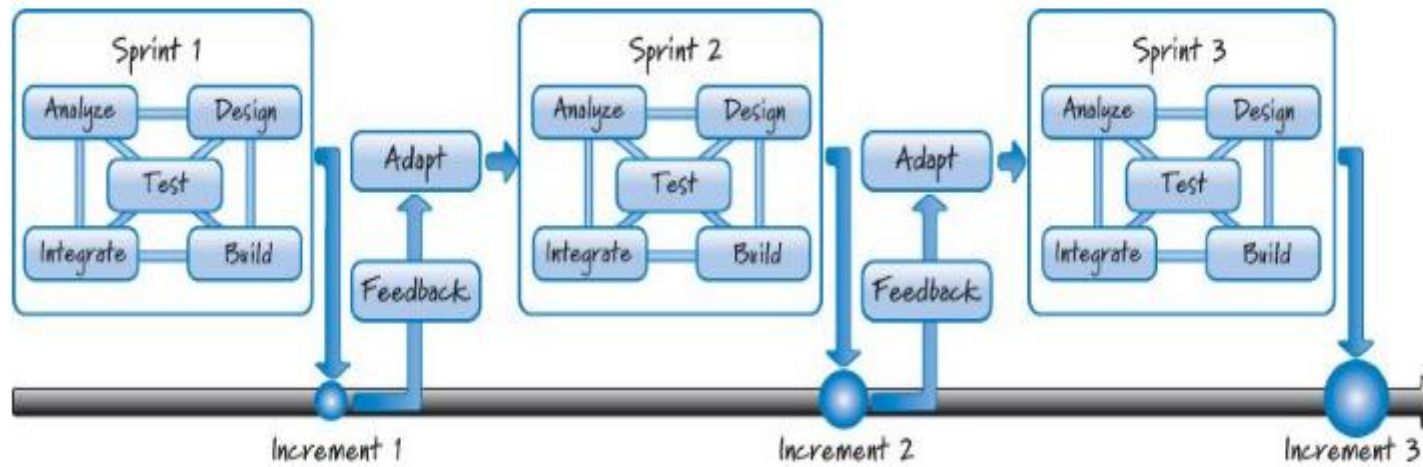 Sprint 1
Analyze
Design
Test
Integrate
Build
Adapt
Feedback
Increment 1
Sprint 2
Analyze
Design
Test
Integrate
Build
Adapt
Feedback
Increment 2
Sprint 3
Analyze
Design
Test
Integrate
Build
Increment 3